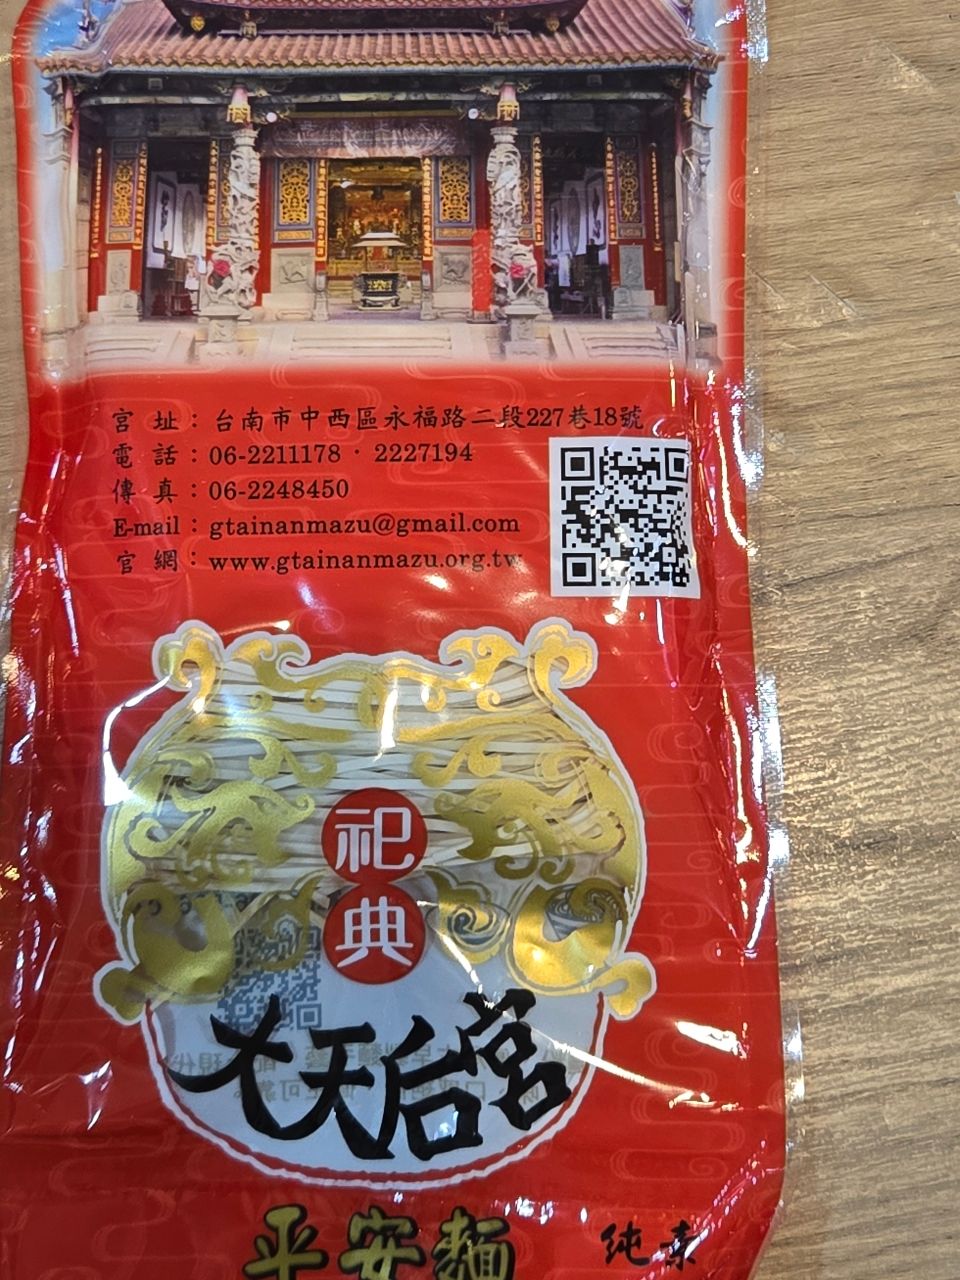 宮址：台南市中西區永福路二段227巷18號
電話：06-2211178．2227194
傳真：06-2248450
E-mail：gtainanmazu@gmail.com
官網：www.gtainanmazu.org.tw
祀典
大天后宮
平安麵
純素